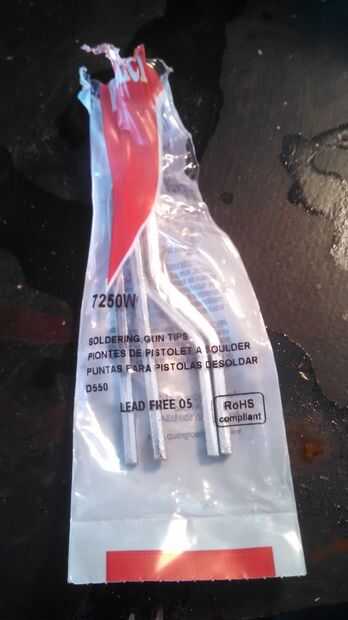 7250W
SOLDERING GUN TIPS
PIONTES DE PISTOLET A SOULDER
PUNTAS PARA PISTOLAS DESOLDAR
D550
LEAD FREE 05
RoHS
compliant